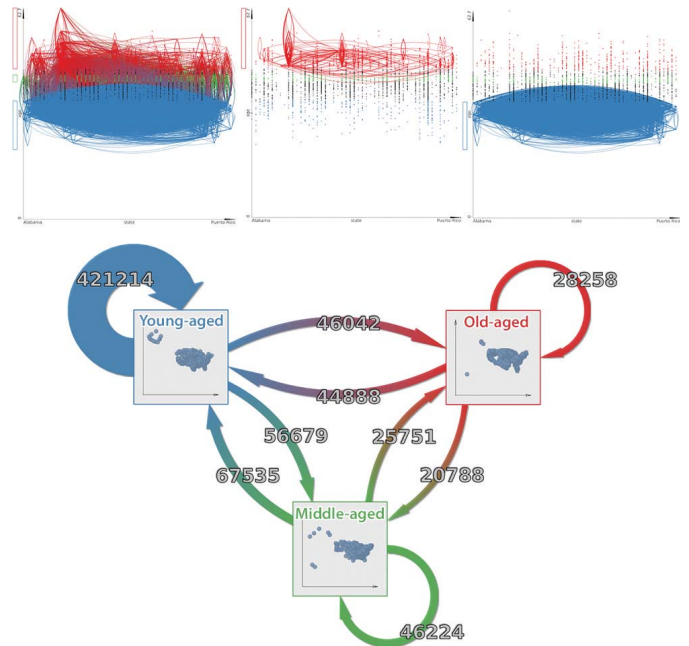 Alabama state Puerto Rico
Alabama state Puerto Rico
Alabama state Puerto Rico
421214
Young-aged
46042
Old-aged
28258
44888
56679
25751
67535
20788
Middle-aged
46224